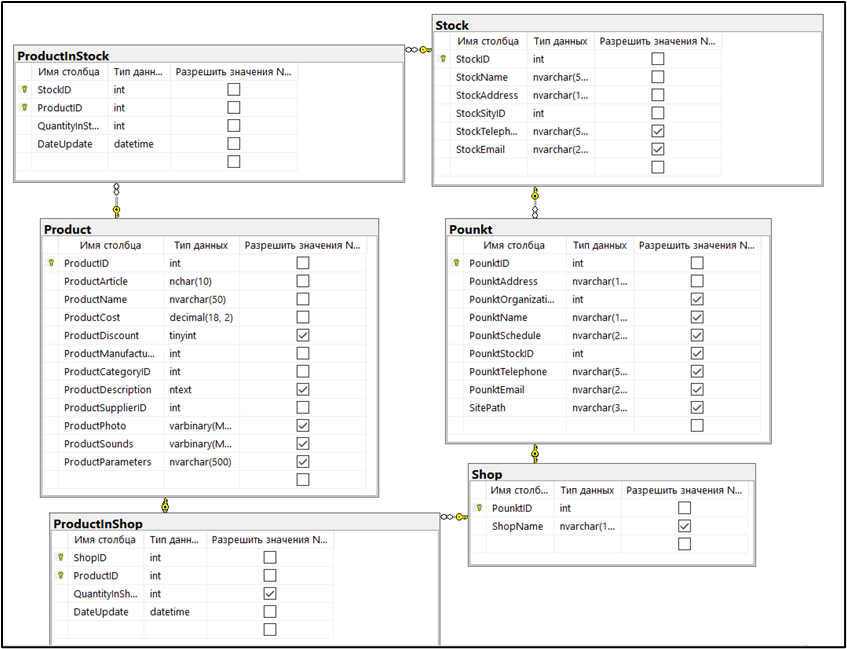 ProductInStock
Имя столбца Тип данн... Разрешить значения N...
StockID int
ProductID int
QuantityInSt... int
DateUpdate datetime
Stock
Имя столбца Тип данных Разрешить значения N...
StockID int
StockName nvarchar(5...
StockAddress nvarchar(1...
StockSityID int
StockTeleph... nvarchar(5...
StockEmail nvarchar(2...
Product
Имя столбца Тип данных Разрешить значения N...
ProductID int
ProductArticle nchar(10)
ProductName nvarchar(50)
ProductCost decimal(18, 2)
ProductDiscount tinyint
ProductManufactu... int
ProductCategoryID int
ProductDescription ntext
ProductSupplierID int
ProductPhoto varbinary(M...
ProductSounds varbinary(M...
ProductParameters nvarchar(500)
Pounkt
Имя столбца Тип данных Разрешить значения N...
PounktID int
PounktAddress nvarchar(1...
PounktOrganizati... int
PounktName nvarchar(1...
PounktSchedule nvarchar(2...
PounktStockID int
PounktTelephone nvarchar(5...
PounktEmail nvarchar(2...
SitePath nvarchar(3...
Shop
Имя столб... Тип данных Разрешить значения N...
PounktID int
ShopName nvarchar(1...
ProductInShop
Имя столбца Тип данн... Разрешить значения N...
ShopID int
ProductID int
QuantityInSh... int
DateUpdate datetime